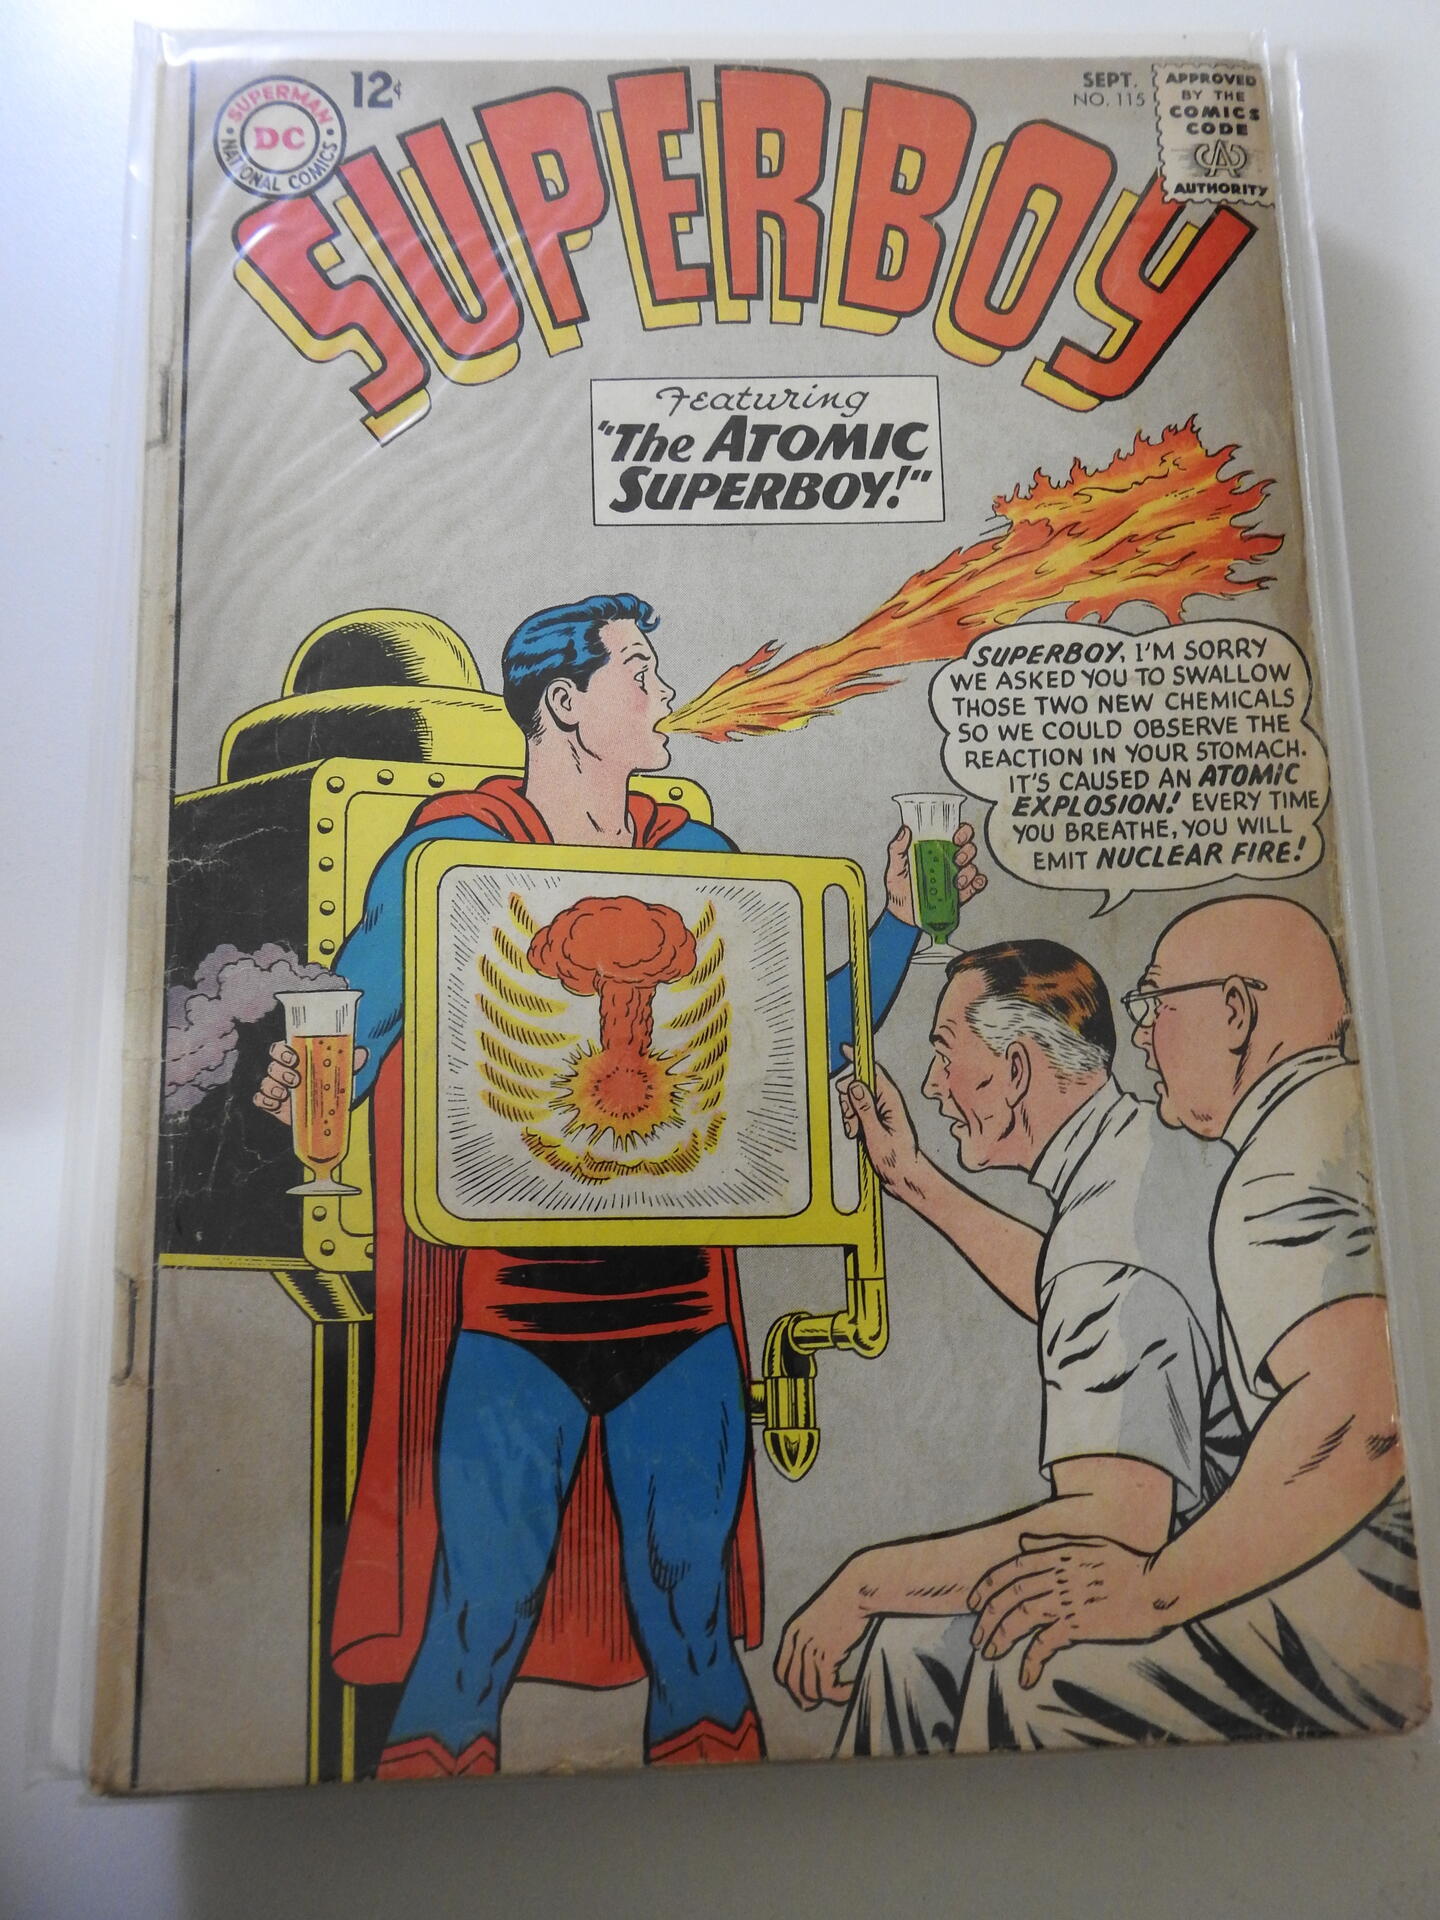 SUPERMAN
DC
NATIONAL COMICS
12¢
SEPT.
NO. 115
APPROVED
BY THE
COMICS
CODE
CA
AUTHORITY
SUPERBOY
Featuring
"The ATOMIC
SUPERBOY!"
SUPERBOY, I'M SORRY
WE ASKED YOU TO SWALLOW
THOSE TWO NEW CHEMICALS
SO WE COULD OBSERVE THE
REACTION IN YOUR STOMACH.
IT'S CAUSED AN ATOMIC
EXPLOSION! EVERY TIME
YOU BREATHE, YOU WILL
EMIT NUCLEAR FIRE!